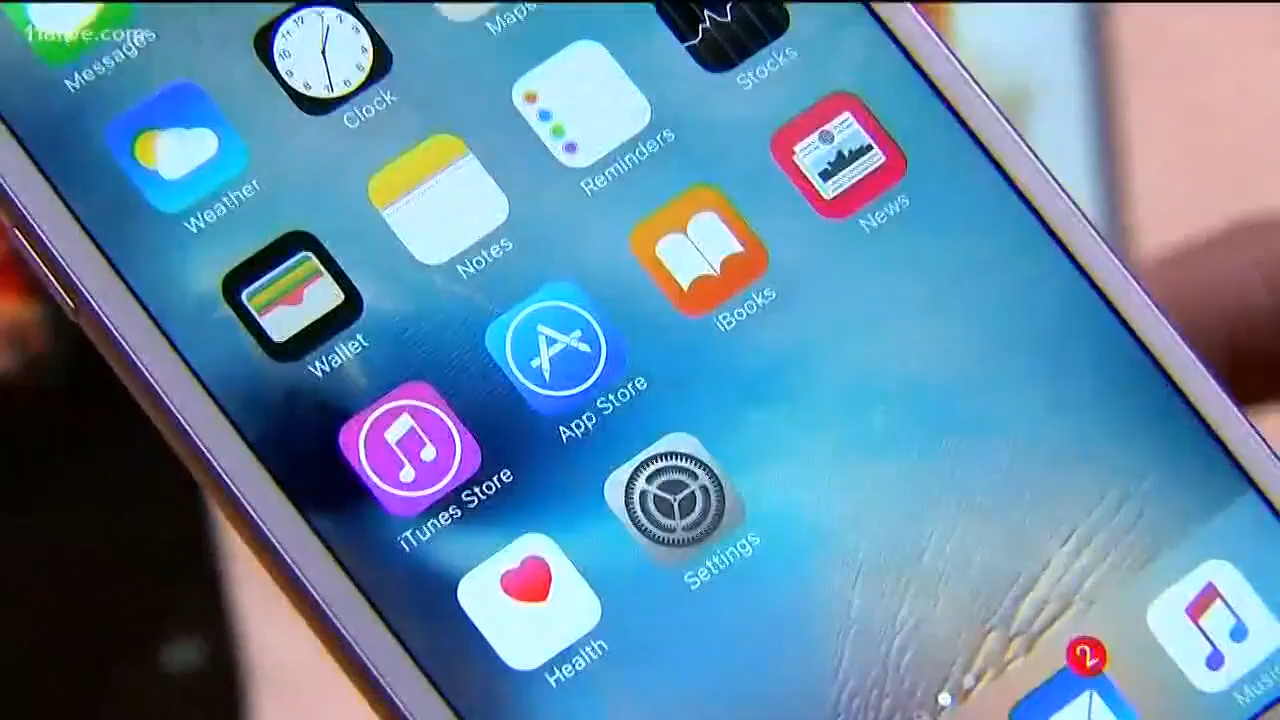 11alive.com
Messages
Clock
Maps
Stocks
Weather
Notes
Reminders
News
Wallet
App Store
iBooks
iTunes Store
Settings
Health
2
Music